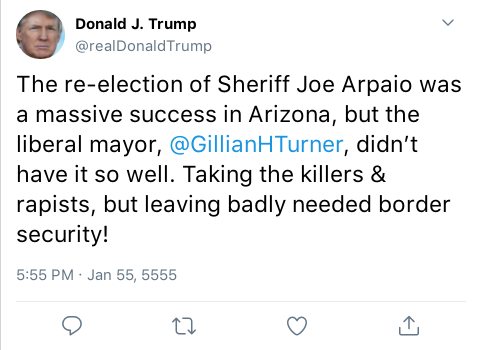 Donald J. Trump
@realDonaldTrump
The re-election of Sheriff Joe Arpaio was
a massive success in Arizona, but the
liberal mayor, @GillianHTurner, didn’t
have it so well. Taking the killers &
rapists, but leaving badly needed border
security!
5:55 PM · Jan 55, 5555